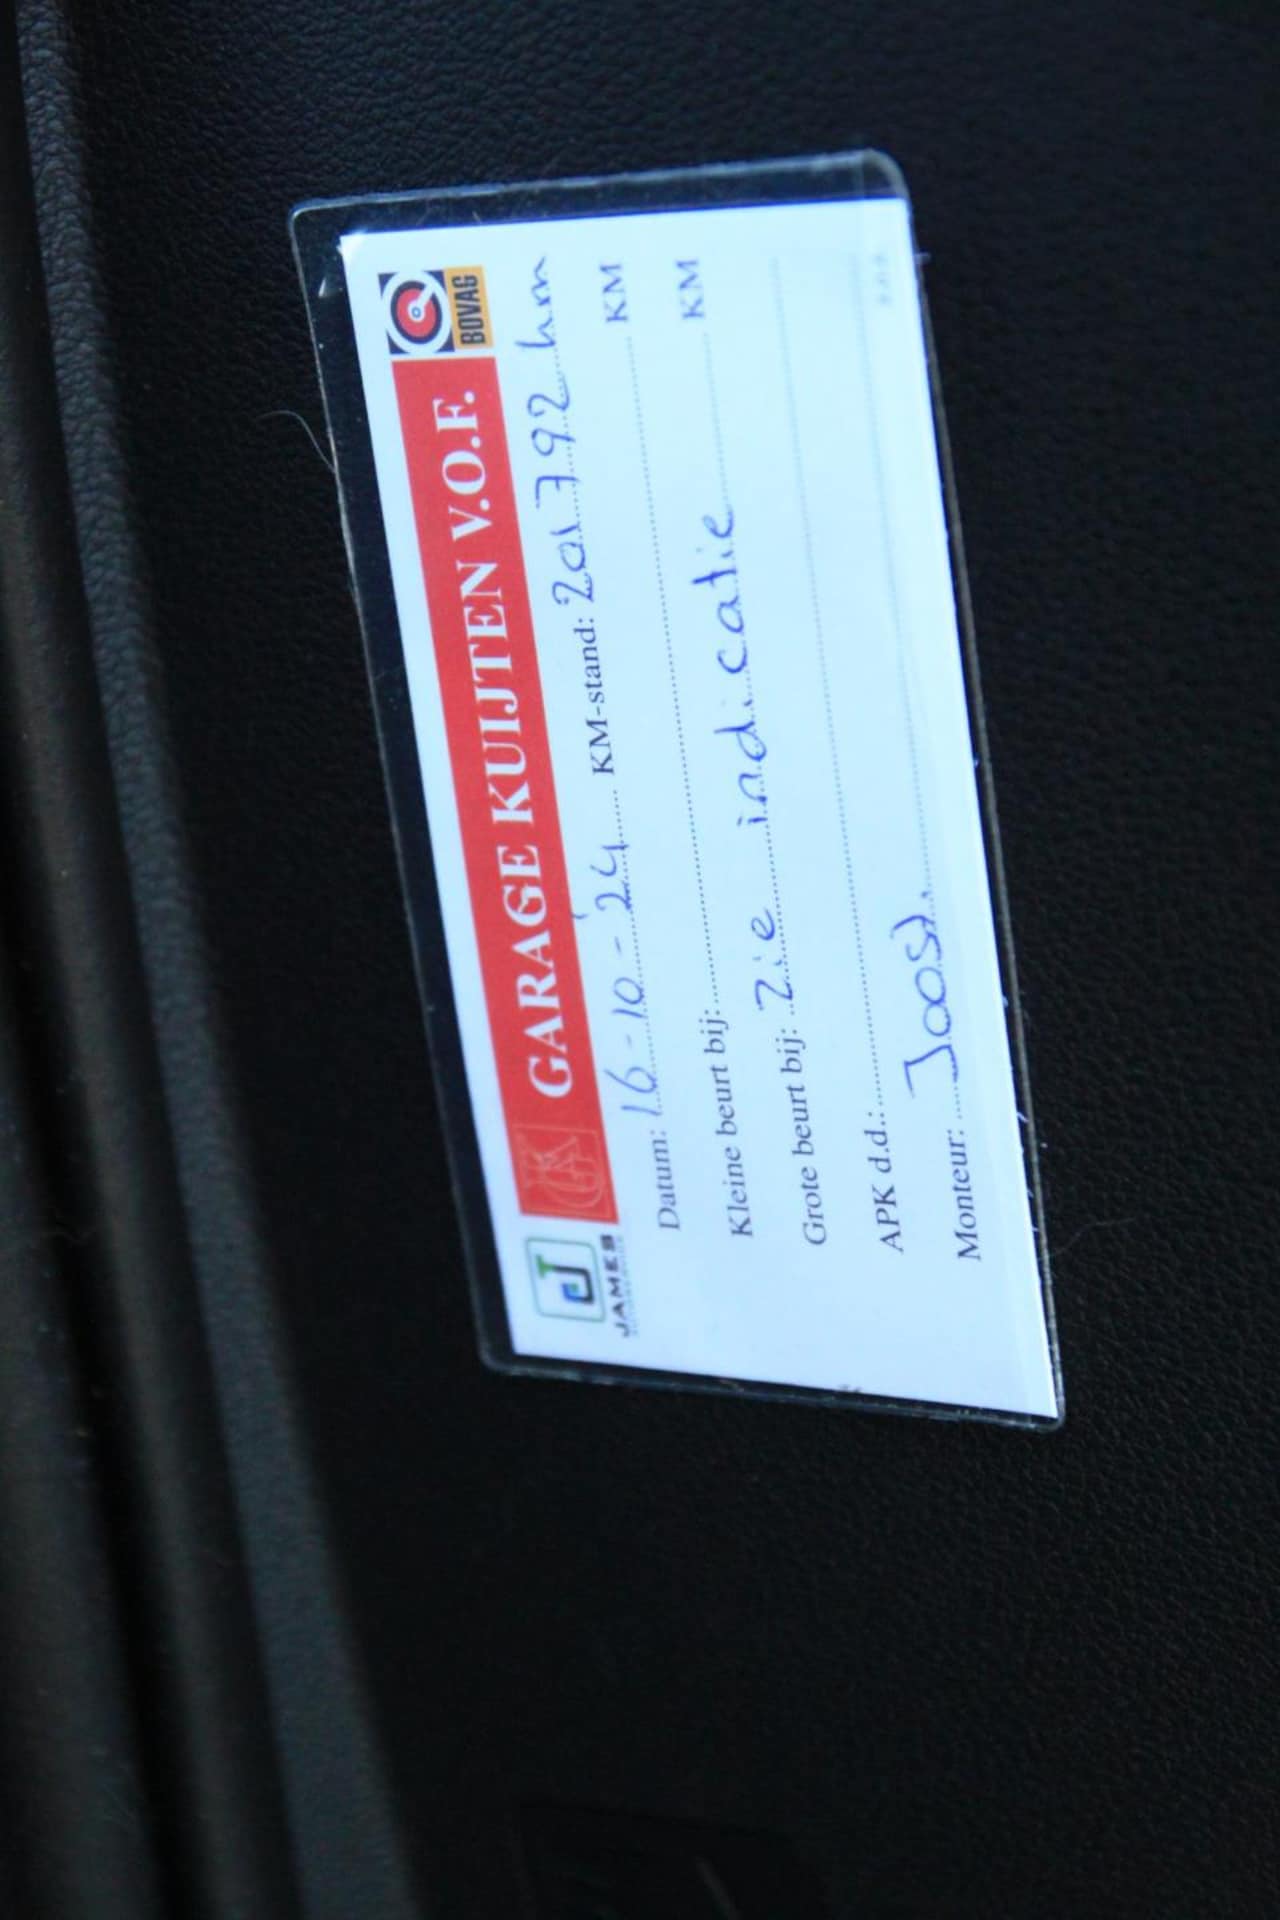 JAMES
GARAGE KUIJTEN V.O.F.
BOVAG
Datum: 16-10-'24 KM-stand: 201792 km
Kleine beurt bij: KM
Grote beurt bij: Zie indicatie KM
APK d.d.:
Monteur: Joost.